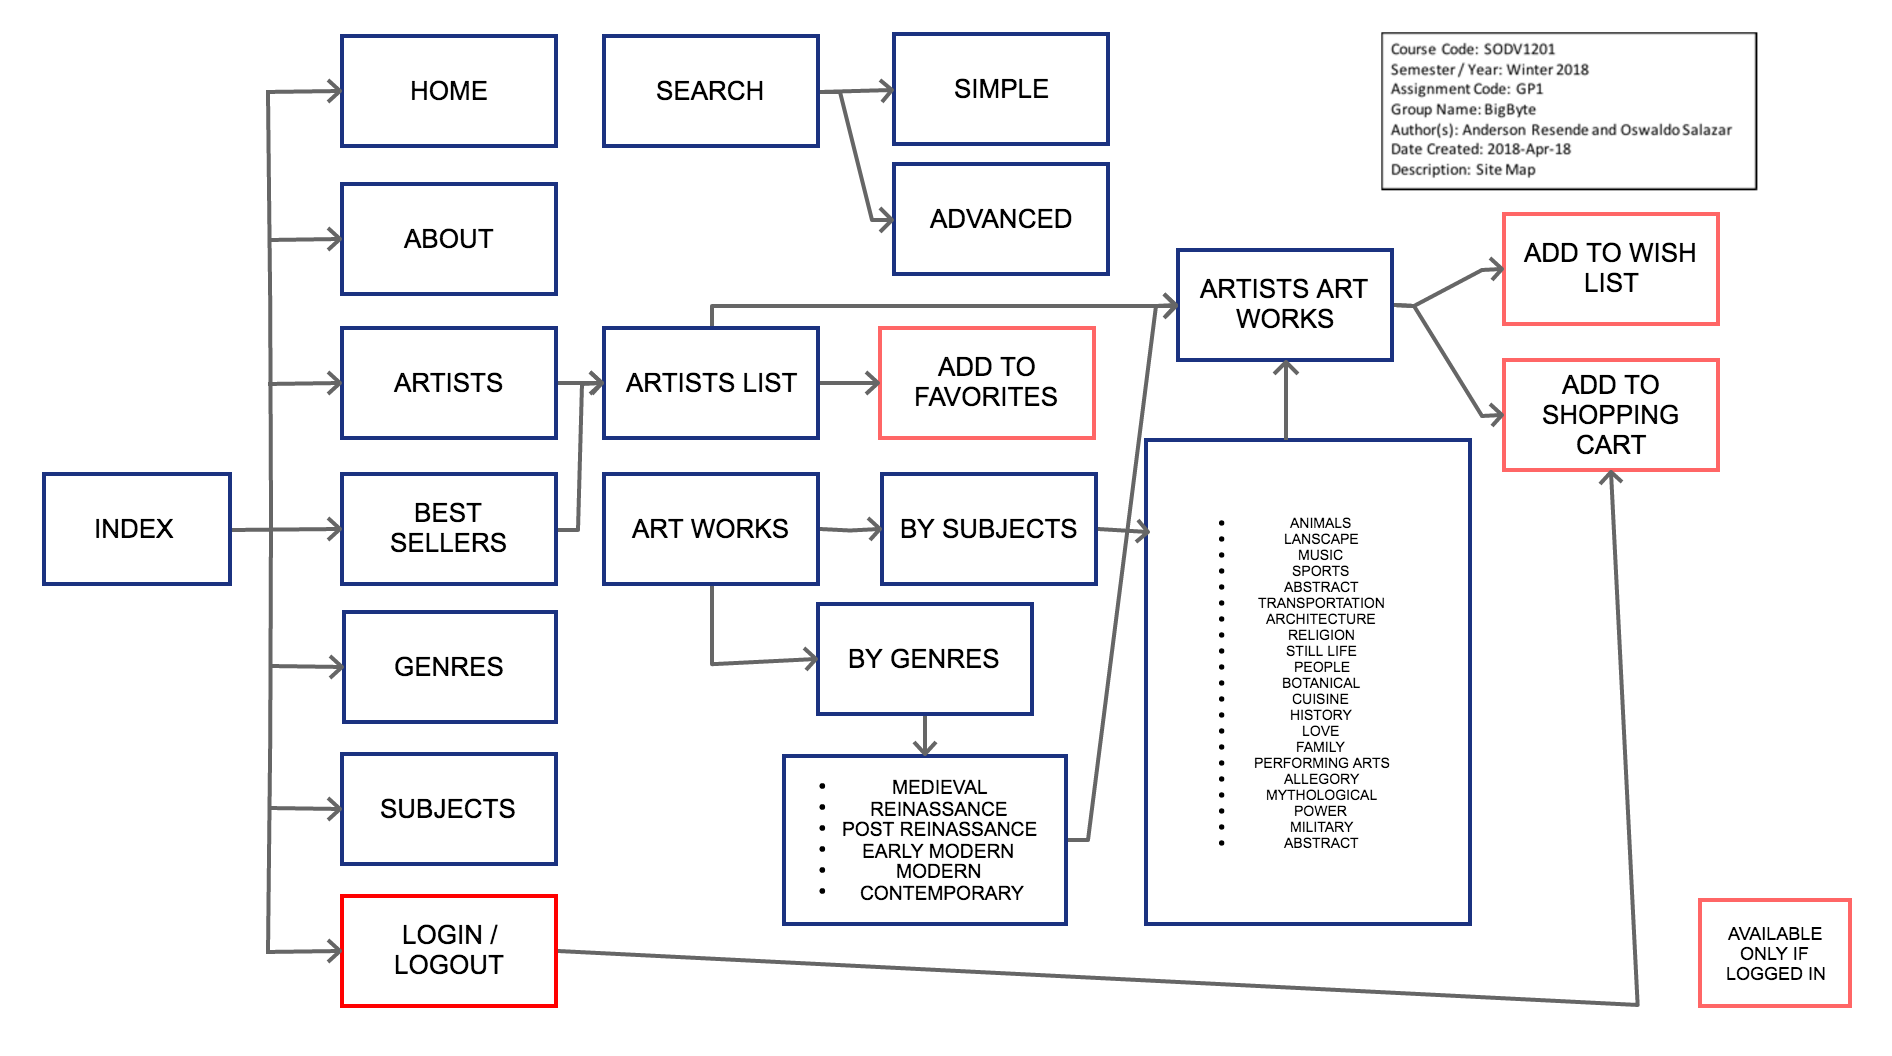 HOME
SEARCH
SIMPLE
Course Code: SODV1201
Semester / Year: Winter 2018
Assignment Code: GP1
Group Name: BigByte
Author(s): Anderson Resende and Oswaldo Salazar
Date Created: 2018-Apr-18
Description: Site Map
ABOUT
ADVANCED
ARTISTS ART
WORKS
ADD TO WISH
LIST
ARTISTS
ARTISTS LIST
ADD TO
FAVORITES
ADD TO
SHOPPING
CART
INDEX
BEST
SELLERS
ART WORKS
BY SUBJECTS
ANIMALS
LANSCAPE
MUSIC
SPORTS
ABSTRACT
TRANSPORTATION
ARCHITECTURE
RELIGION
STILL LIFE
PEOPLE
BOTANICAL
CUISINE
HISTORY
LOVE
FAMILY
PERFORMING ARTS
ALLEGORY
MYTHOLOGICAL
POWER
MILITARY
ABSTRACT
GENRES
BY GENRES
SUBJECTS
MEDIEVAL
REINASSANCE
POST REINASSANCE
EARLY MODERN
MODERN
CONTEMPORARY
LOGIN /
LOGOUT
AVAILABLE
ONLY IF
LOGGED IN